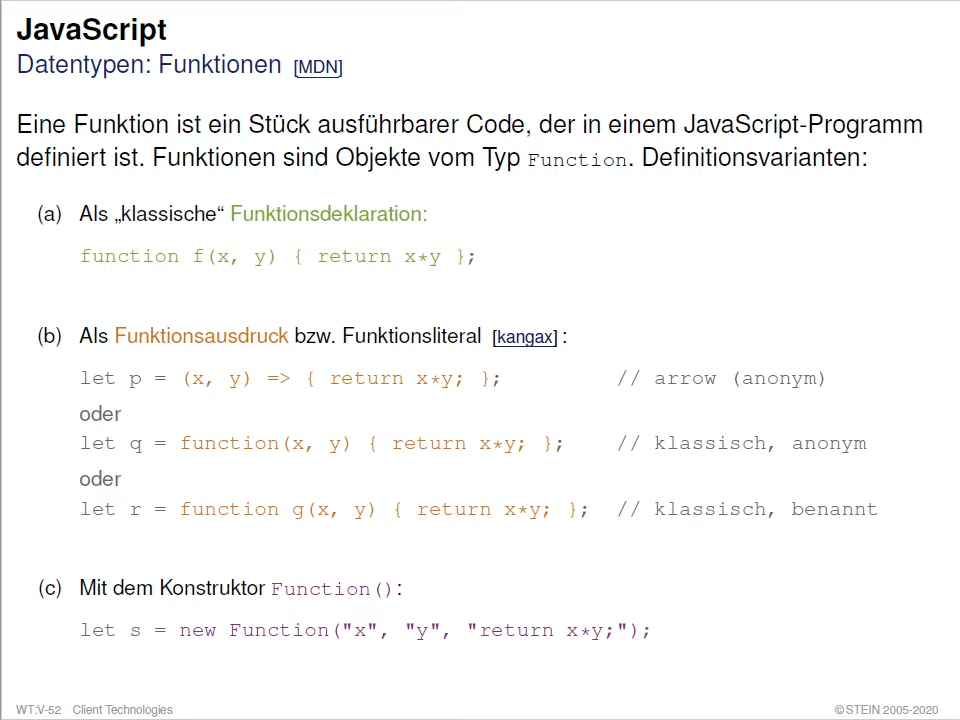 JavaScript
Datentypen: Funktionen [MDN]
Eine Funktion ist ein Stück ausführbarer Code, der in einem JavaScript-Programm
definiert ist. Funktionen sind Objekte vom Typ Function. Definitionsvarianten:
(a) Als „klassische“ Funktionsdeklaration:
function f(x, y) { return x*y };
(b) Als Funktionsausdruck bzw. Funktionsliteral [kangax] :
let p = (x, y) => { return x*y; }; // arrow (anonym)
oder
let q = function(x, y) { return x*y; }; // klassisch, anonym
oder
let r = function g(x, y) { return x*y; }; // klassisch, benannt
(c) Mit dem Konstruktor Function():
let s = new Function("x", "y", "return x*y;");
WT:V-52 Client Technologies ©STEIN 2005-2020